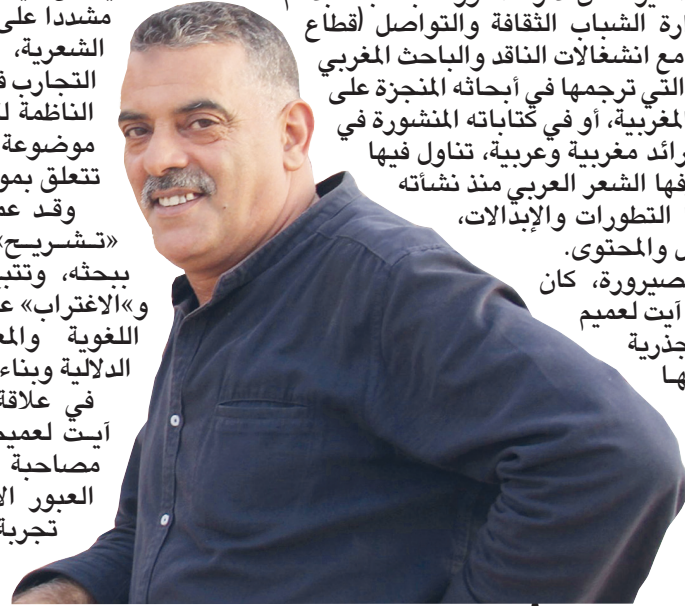 ارة الشباب الثقافة والتواصل (قطاع
مع انشغالات الناقد والباحث المغربي
التي ترجمها في أبحاثه المنجزة على
لمغربية، أو في كتاباته المنشورة في
رائد مغربية وعربية، تناول فيها
فها الشعر العربي منذ نشأته
التطورات والإبدالات،
ل والمحتوى.
صيرورة، كان
آيت لعميم
جذرية
ها
مشددا على
الشعرية،
التجارب
الناظمة
موضوعة
تتعلق بمو
وقد عم
«تشريح»
ببحثه، وتتب
و»الاغتراب» ع
اللغوية والمع
الدلالية وبناء
في علاقة
آيت لعميم
مصاحبة
العبور الا
تجربة